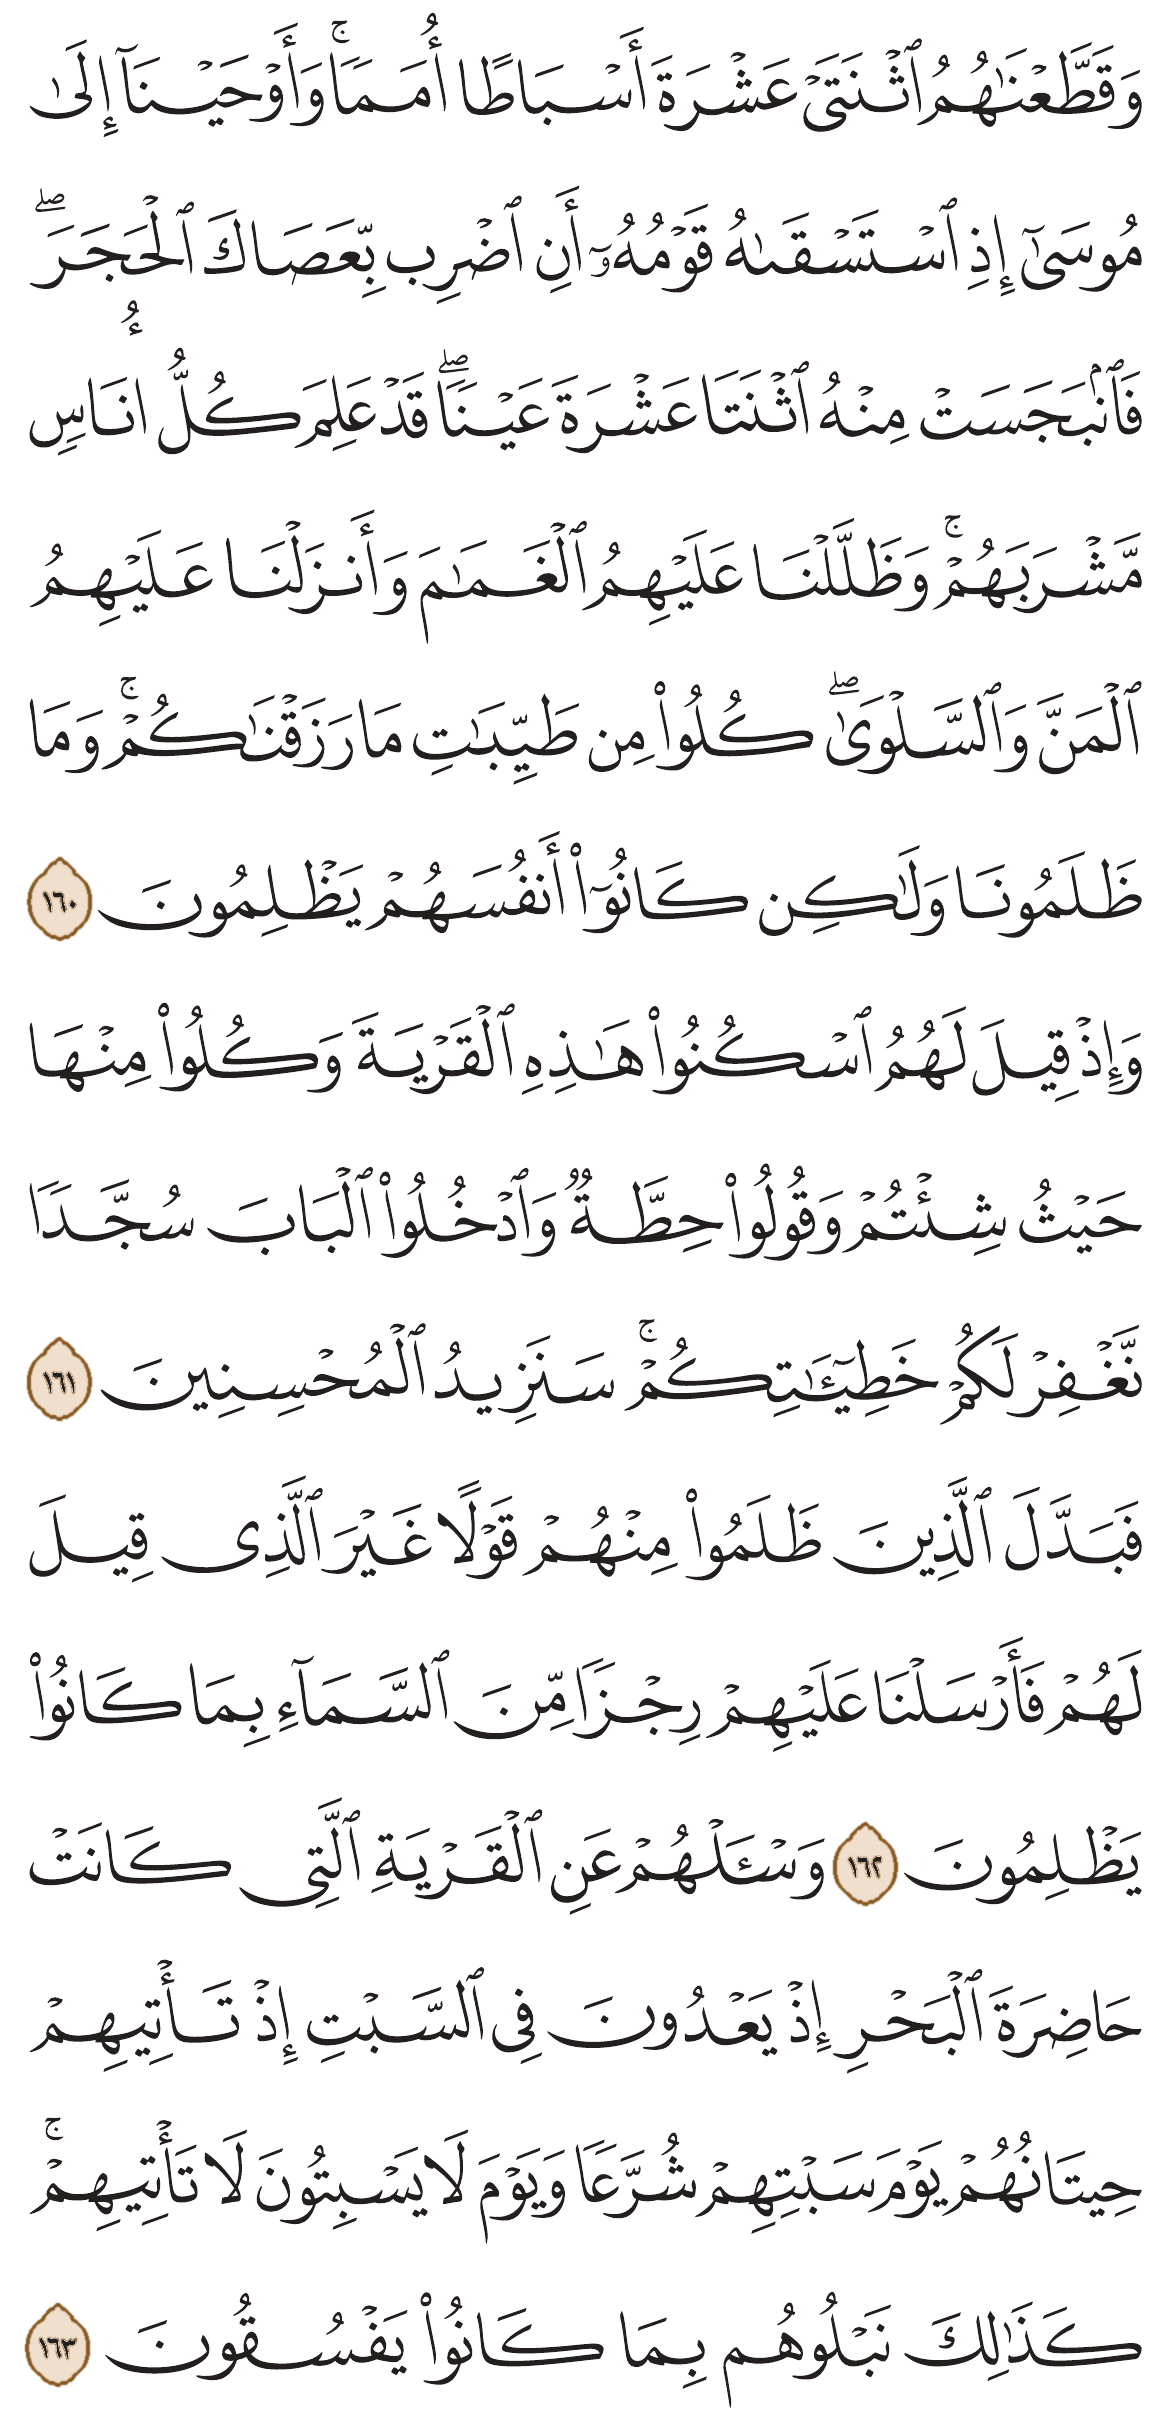 وَقَطَّعۡنَٰهُمُ ٱثۡنَتَيۡ عَشۡرَةَ أَسۡبَاطًا أُمَمٗاۚ وَأَوۡحَيۡنَآ إِلَىٰ
مُوسَىٰٓ إِذِ ٱسۡتَسۡقَىٰهُ قَوۡمُهُۥٓ أَنِ ٱضۡرِب بِّعَصَاكَ ٱلۡحَجَرَۖ
فَٱنۢبَجَسَتۡ مِنۡهُ ٱثۡنَتَا عَشۡرَةَ عَيۡنٗاۖ قَدۡ عَلِمَ كُلُّ أُنَاسٖ
مَّشۡرَبَهُمۡۚ وَظَلَّلۡنَا عَلَيۡهِمُ ٱلۡغَمَٰمَ وَأَنزَلۡنَا عَلَيۡهِمُ
ٱلۡمَنَّ وَٱلسَّلۡوَىٰۖ كُلُواْ مِن طَيِّبَٰتِ مَا رَزَقۡنَٰكُمۡۚ وَمَا
ظَلَمُونَا وَلَٰكِن كَانُوٓاْ أَنفُسَهُمۡ يَظۡلِمُونَ ١٦٠
وَإِذۡ قِيلَ لَهُمُ ٱسۡكُنُواْ هَٰذِهِ ٱلۡقَرۡيَةَ وَكُلُواْ مِنۡهَا
حَيۡثُ شِئۡتُمۡ وَقُولُواْ حِطَّةٞ وَٱدۡخُلُواْ ٱلۡبَابَ سُجَّدٗا
نَّغۡفِرۡ لَكُمۡ خَطِيٓـَٰٔتِكُمۡۚ سَنَزِيدُ ٱلۡمُحۡسِنِينَ ١٦١
فَبَدَّلَ ٱلَّذِينَ ظَلَمُواْ مِنۡهُمۡ قَوۡلًا غَيۡرَ ٱلَّذِي قِيلَ
لَهُمۡ فَأَرۡسَلۡنَا عَلَيۡهِمۡ رِجۡزٗا مِّنَ ٱلسَّمَآءِ بِمَا كَانُواْ
يَظۡلِمُونَ ١٦٢ وَسۡـَٔلۡهُمۡ عَنِ ٱلۡقَرۡيَةِ ٱلَّتِي كَانَتۡ
حَاضِرَةَ ٱلۡبَحۡرِ إِذۡ يَعۡدُونَ فِي ٱلسَّبۡتِ إِذۡ تَأۡتِيهِمۡ
حِيتَانُهُمۡ يَوۡمَ سَبۡتِهِمۡ شُرَّعٗا وَيَوۡمَ لَا يَسۡبِتُونَ لَا تَأۡتِيهِمۡۚ
كَذَٰلِكَ نَبۡلُوهُم بِمَا كَانُواْ يَفۡسُقُونَ ١٦٣